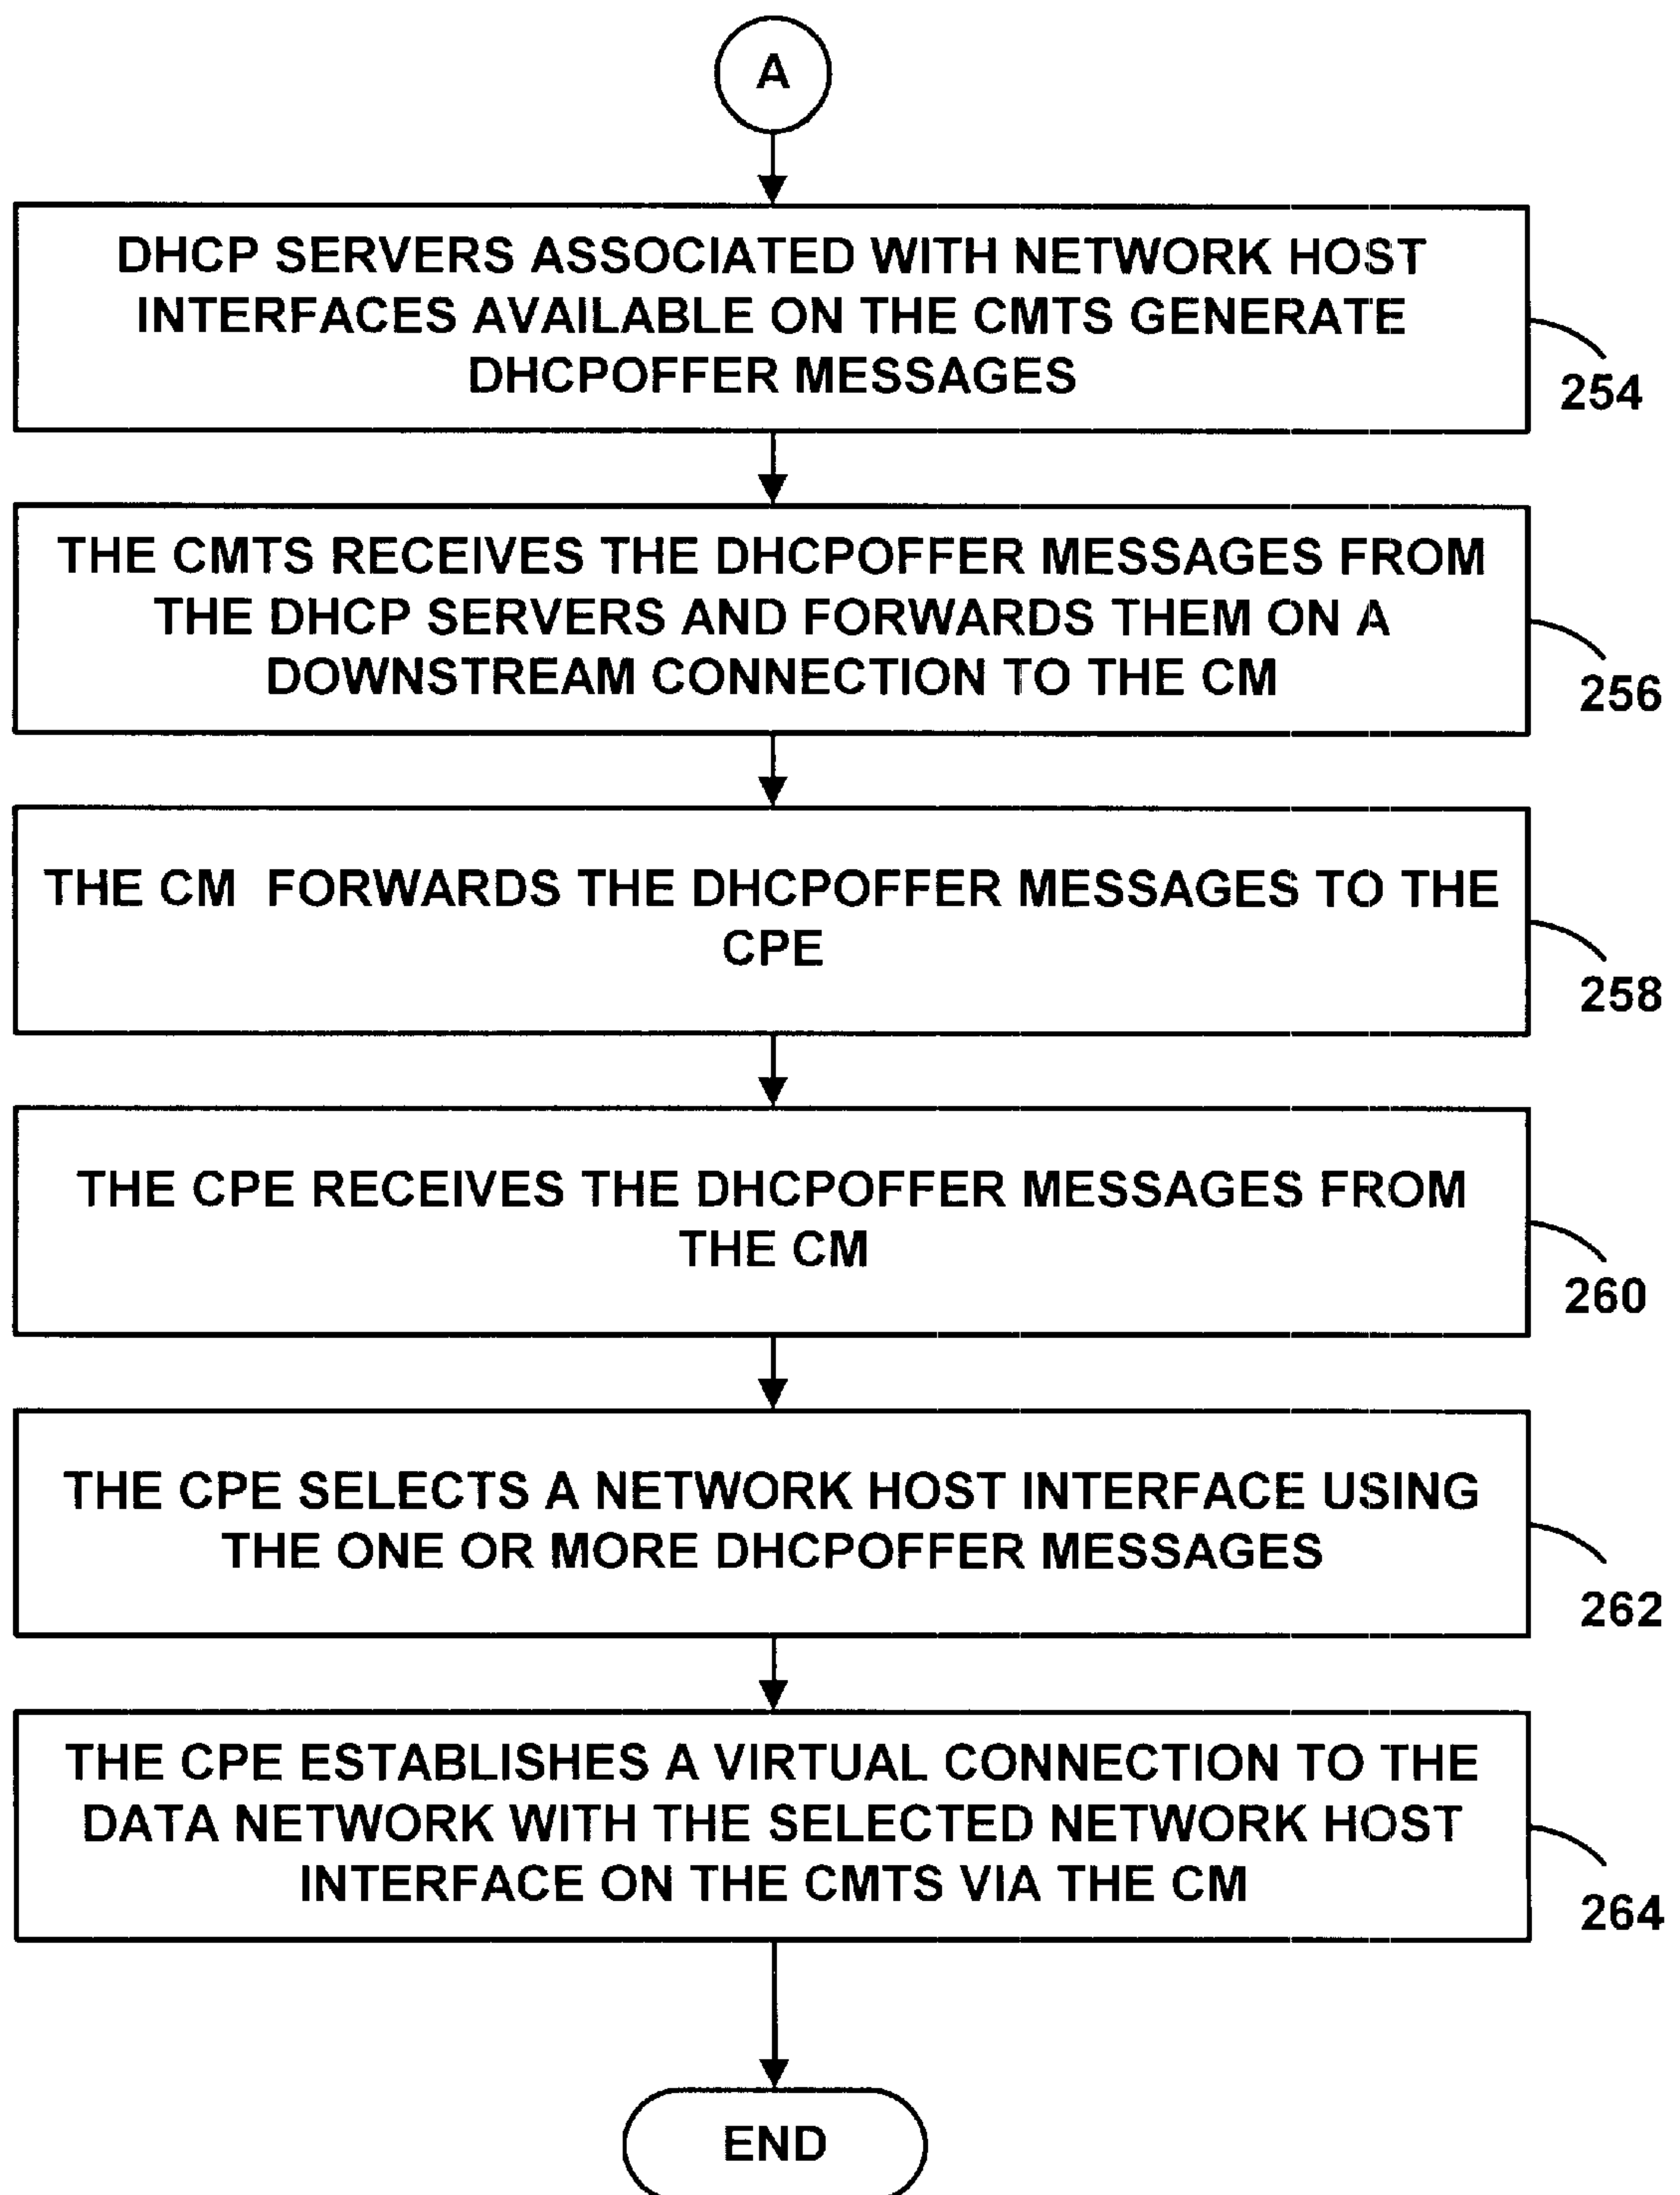 A
DHCP SERVERS ASSOCIATED WITH NETWORK HOST
INTERFACES AVAILABLE ON THE CMTS GENERATE
DHCPOFFER MESSAGES
254
THE CMTS RECEIVES THE DHCPOFFER MESSAGES FROM
THE DHCP SERVERS AND FORWARDS THEM ON A
DOWNSTREAM CONNECTION TO THE CM
256
THE CM FORWARDS THE DHCPOFFER MESSAGES TO THE
CPE
258
THE CPE RECEIVES THE DHCPOFFER MESSAGES FROM
THE CM
260
THE CPE SELECTS A NETWORK HOST INTERFACE USING
THE ONE OR MORE DHCPOFFER MESSAGES
262
THE CPE ESTABLISHES A VIRTUAL CONNECTION TO THE
DATA NETWORK WITH THE SELECTED NETWORK HOST
INTERFACE ON THE CMTS VIA THE CM
264
END